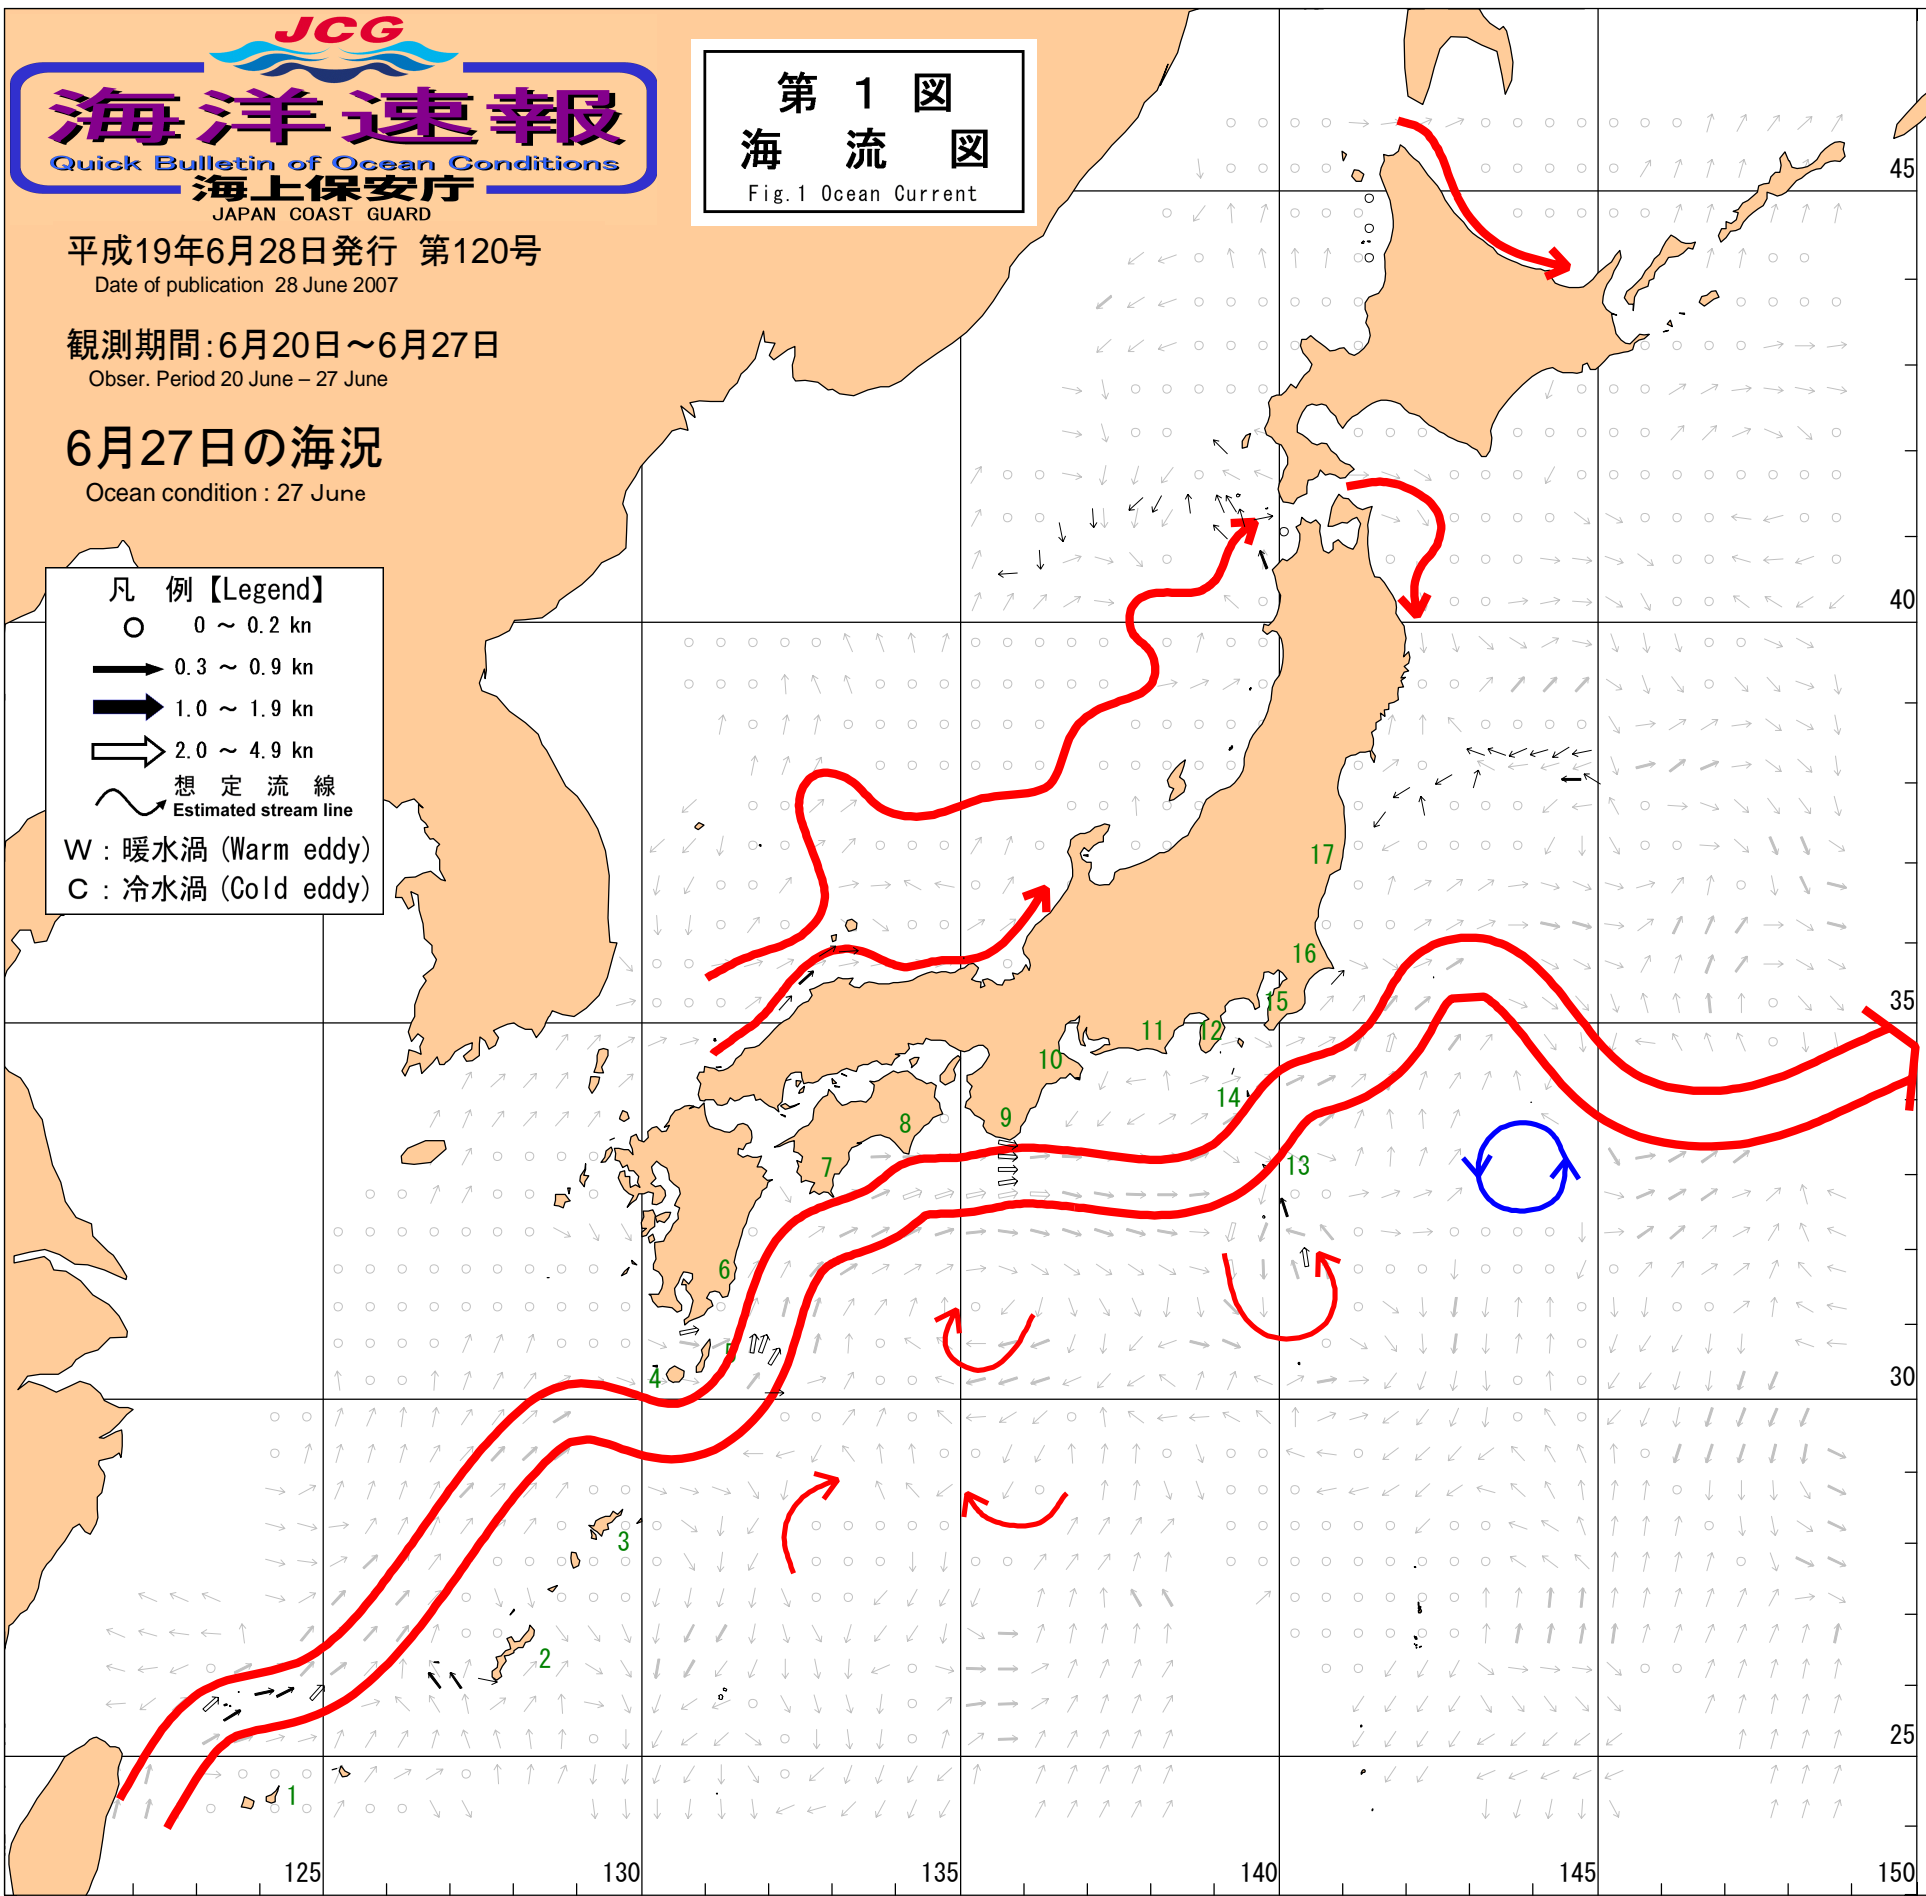 JCG
海洋速報
Quick Bulletin of Ocean Conditions
海上保安庁
JAPAN COAST GUARD
平成19年6月28日発行 第120号
Date of publication 28 June 2007
観測期間:6月20日～6月27日
Obser. Period 20 June – 27 June
6月27日の海況
Ocean condition : 27 June
第 1 図
海 流 図
Fig.1 Ocean Current
凡 例【Legend】
0 ～ 0.2 kn
0.3 ～ 0.9 kn
1.0 ～ 1.9 kn
2.0 ～ 4.9 kn
想 定 流 線
Estimated stream line
W : 暖水渦 (Warm eddy)
C : 冷水渦 (Cold eddy)
45
40
17
16
35
15
11
12
10
14
9
8
7
13
6
5
4
30
3
2
25
1
125
130
135
140
145
150